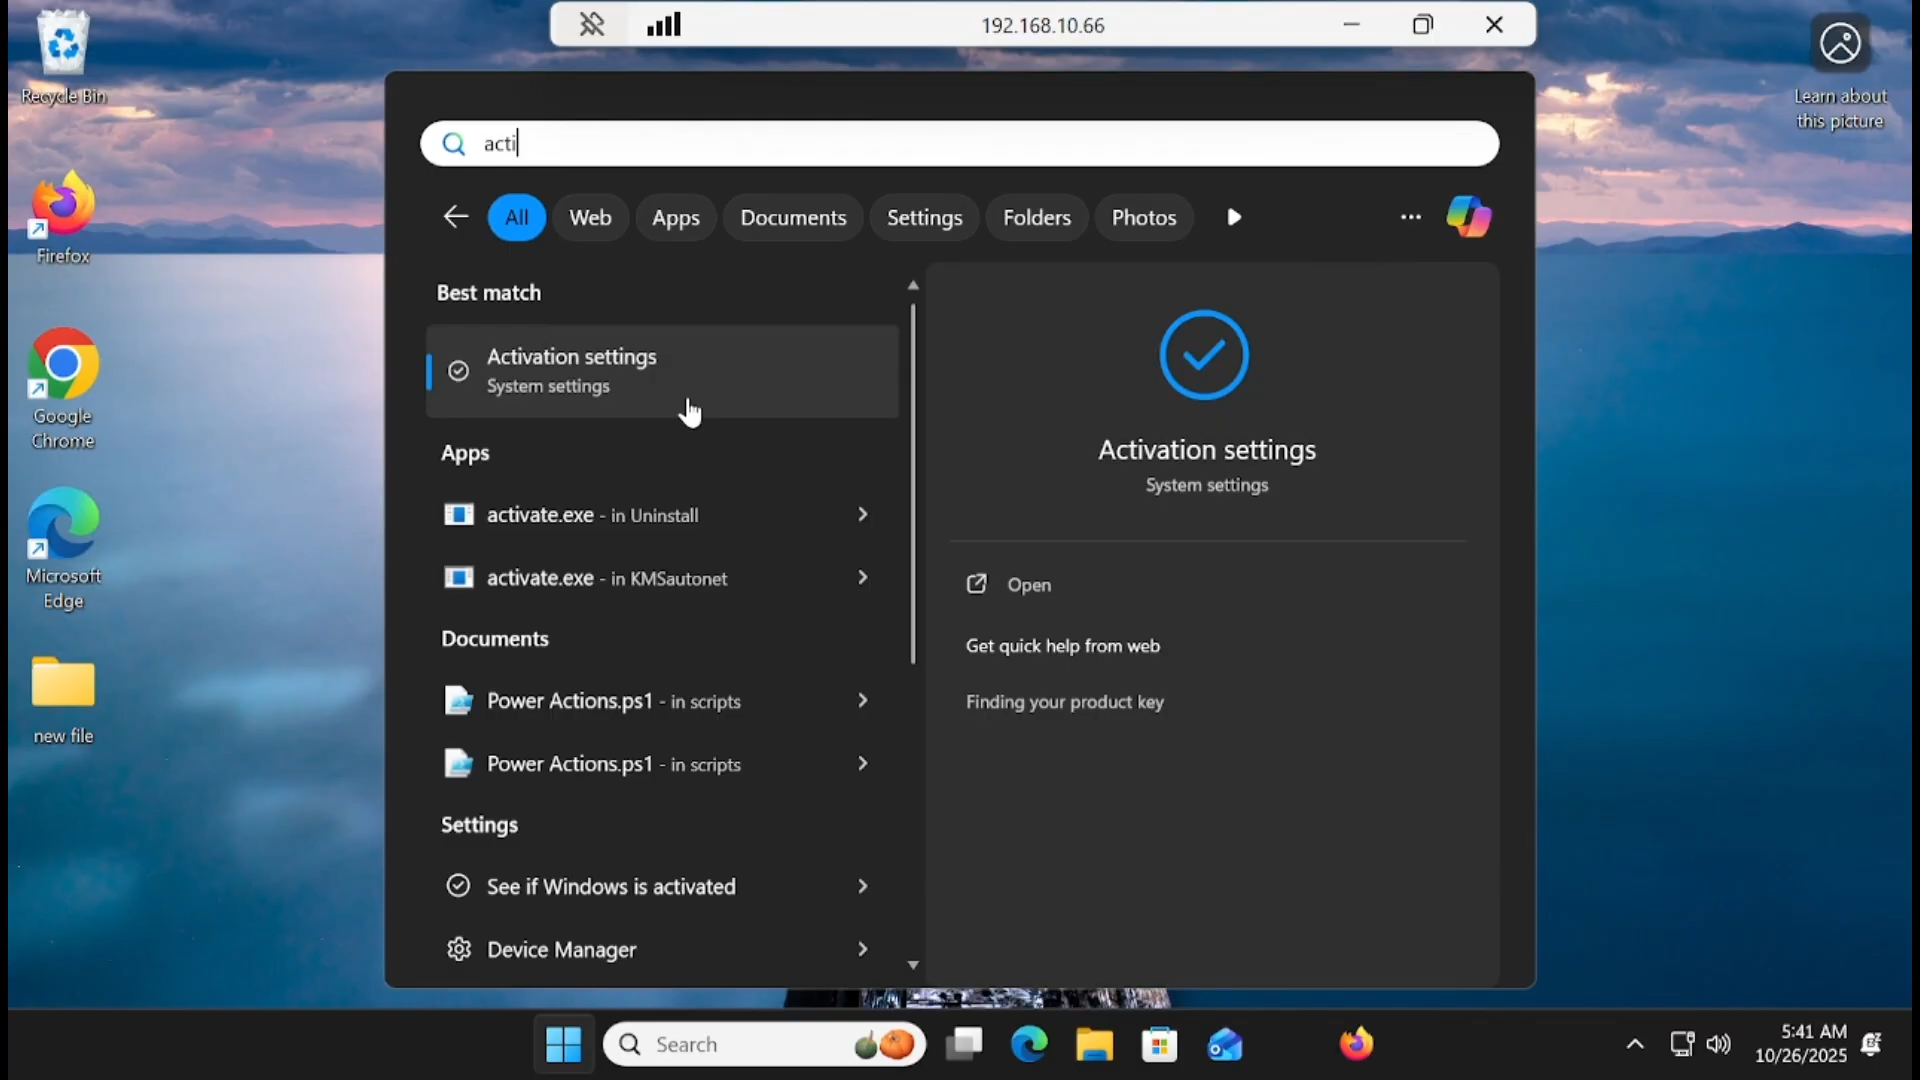 192.168.10.66
Recycle Bin
Learn about
this picture
acti
All
Web
Apps
Documents
Settings
Folders
Photos
Firefox
Best match
Activation settings
System settings
Google
Chrome
Apps
activate.exe - in Uninstall
activate.exe - in KMSautonet
Documents
Power Actions.ps1 - in scripts
Power Actions.ps1 - in scripts
Settings
See if Windows is activated
Device Manager
Activation settings
System settings
Open
Get quick help from web
Finding your product key
Microsoft
Edge
new file
Search
5:41 AM
10/26/2025